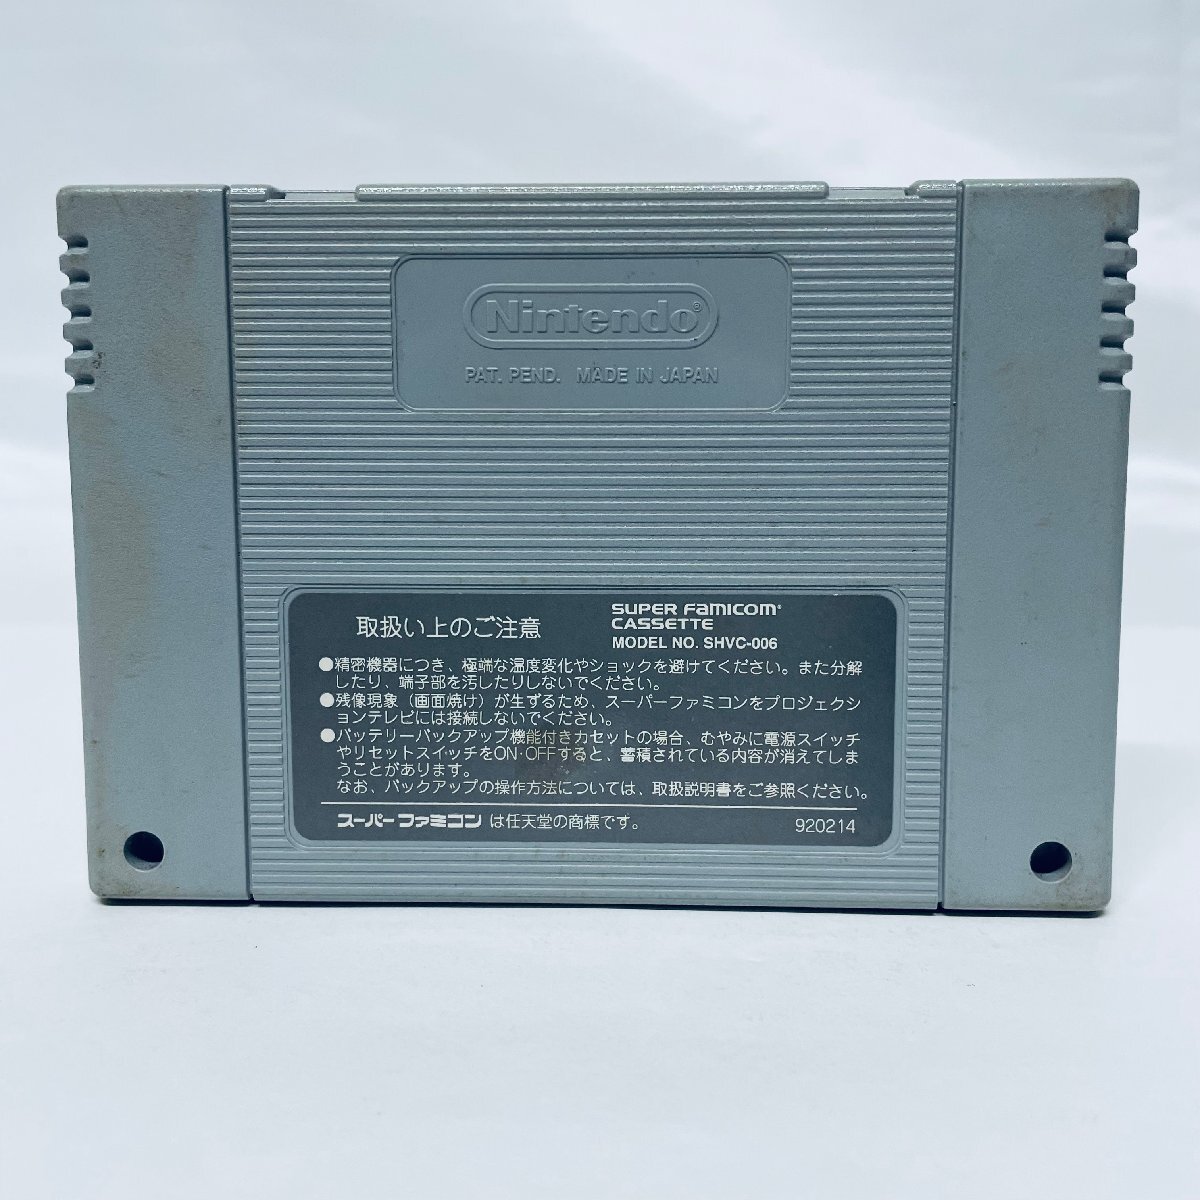 Nintendo®
PAT. PEND. MADE IN JAPAN
取扱い上のご注意
SUPER FAMICOM®
CASSETTE
MODEL NO. SHVC-006
●精密機器につき、極端な温度変化やショックを避けてください。また分解
したり、端子部を汚したりしないでください。
●残像現象（画面焼け）が生ずるため、スーパーファミコンをプロジェクシ
ョンテレビには接続しないでください。
●バッテリーバックアップ機能付きカセットの場合、むやみに電源スイッチ
やリセットスイッチをON・OFFすると、蓄積されている内容が消えてしま
うことがあります。
なお、バックアップの操作方法については、取扱説明書をご参照ください。
スーパーファミコン は任天堂の商標です。
920214